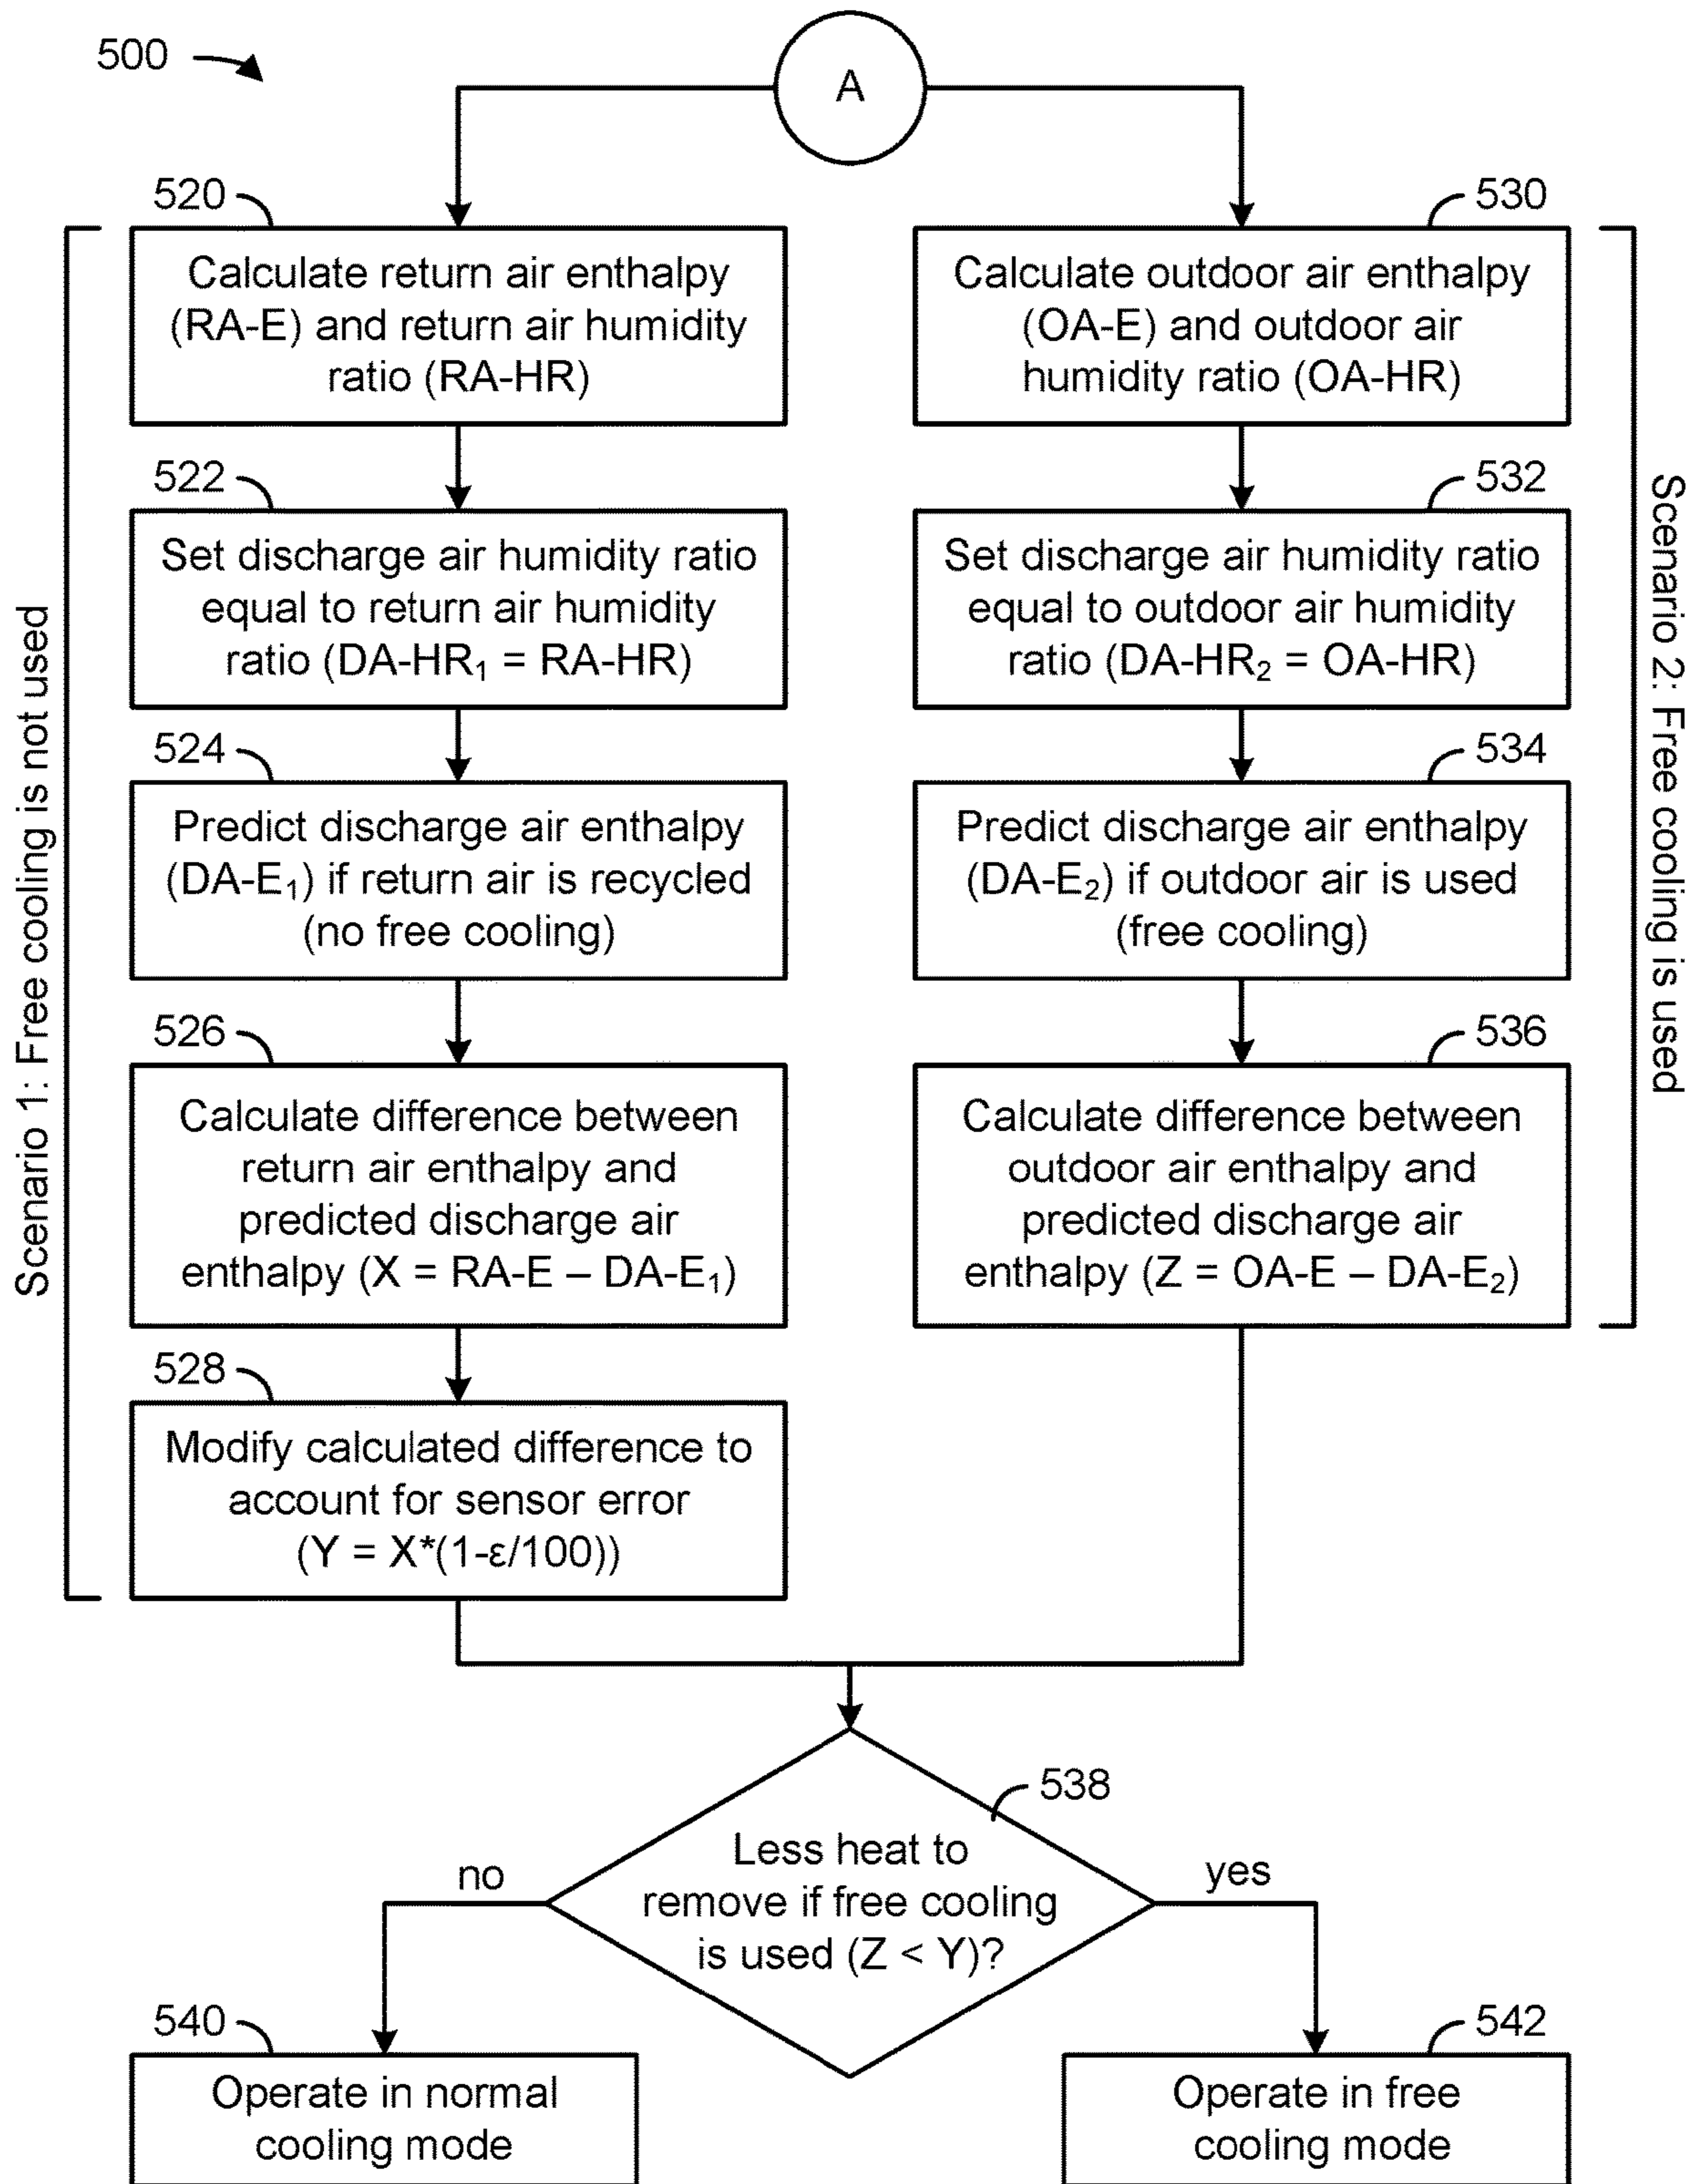 500
A
520
Calculate return air enthalpy
(RA-E) and return air humidity
ratio (RA-HR)
522
Set discharge air humidity ratio
equal to return air humidity
ratio (DA-HR₁ = RA-HR)
524
Predict discharge air enthalpy
(DA-E₁) if return air is recycled
(no free cooling)
526
Calculate difference between
return air enthalpy and
predicted discharge air
enthalpy (X = RA-E – DA-E₁)
528
Modify calculated difference to
account for sensor error
(Y = X*(1-ε/100))
Scenario 1: Free cooling is not used
530
Calculate outdoor air enthalpy
(OA-E) and outdoor air
humidity ratio (OA-HR)
532
Set discharge air humidity ratio
equal to outdoor air humidity
ratio (DA-HR₂ = OA-HR)
534
Predict discharge air enthalpy
(DA-E₂) if outdoor air is used
(free cooling)
536
Calculate difference between
outdoor air enthalpy and
predicted discharge air
enthalpy (Z = OA-E – DA-E₂)
Scenario 2: Free cooling is used
538
Less heat to
remove if free cooling
is used (Z < Y)?
no
yes
540
Operate in normal
cooling mode
542
Operate in free
cooling mode